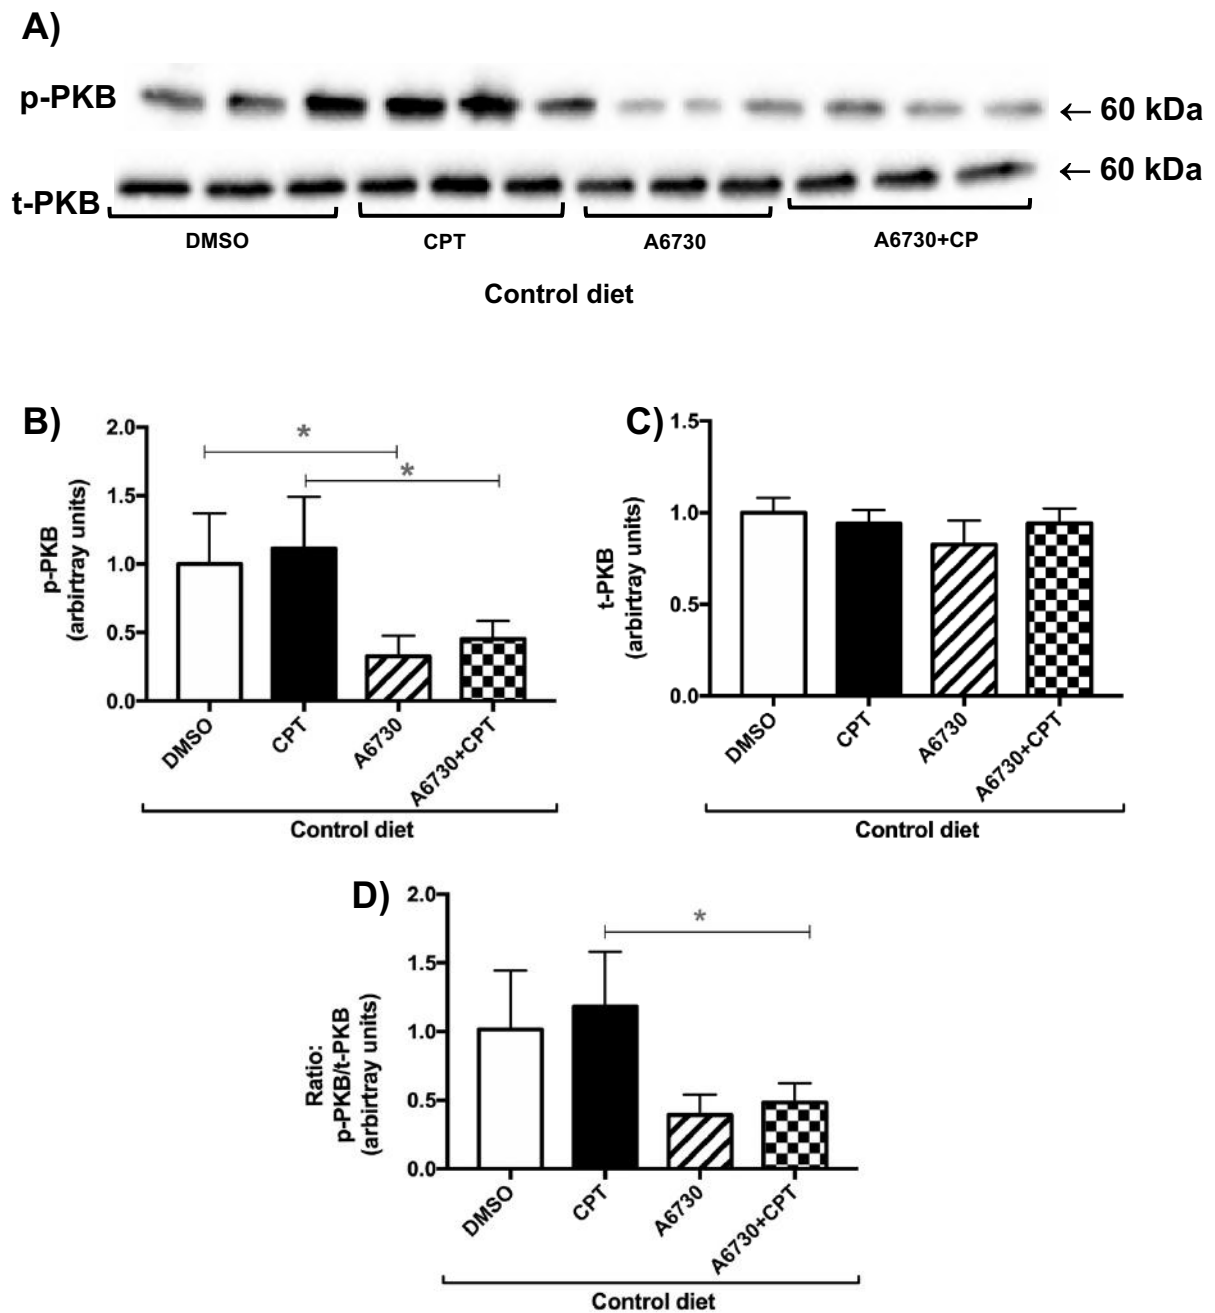 A)
p-PKB
← 60 kDa
← 60 kDa
t-PKB
DMSO CPT A6730 A6730+CP
Control diet
B)
2.0
1.5
1.0
0.5
0.0
p-PKB
(arbirtray units)
*
*
DMSO
CPT
A6730
A6730+CPT
Control diet
C)
1.5
1.0
0.5
0.0
t-PKB
(arbirtray units)
DMSO
CPT
A6730
A6730+CPT
Control diet
D)
2.0
1.5
1.0
0.5
0.0
Ratio:
p-PKB/t-PKB
(arbirtray units)
*
DMSO
CPT
A6730
A6730+CPT
Control diet